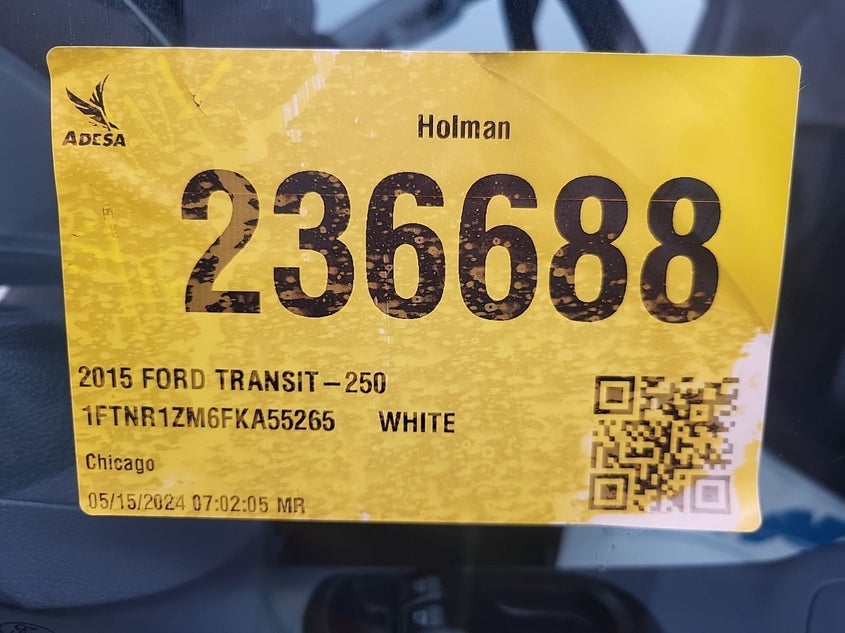 ADESA
Holman
236688
2015 FORD TRANSIT-250
1FTNR1ZM6FKA55265 WHITE
Chicago
05/15/2024 07:02:05 MR